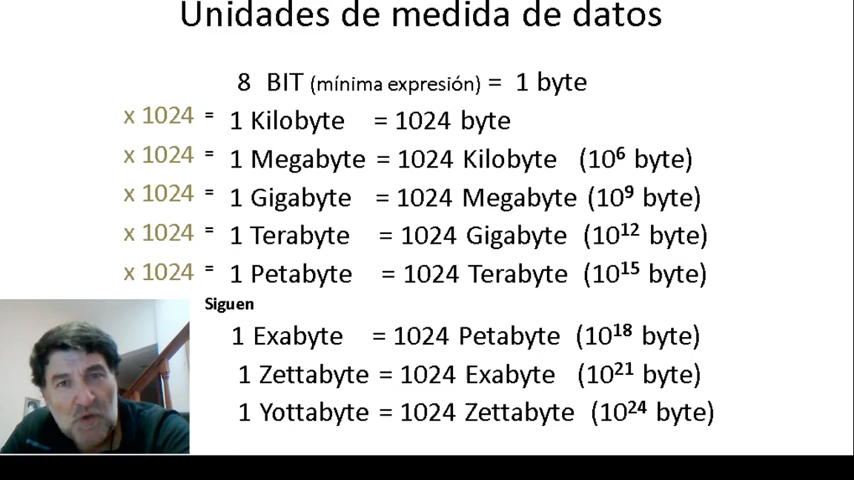 Unidades de medida de datos
8 BIT (mínima expresión) = 1 byte
x 1024 = 1 Kilobyte = 1024 byte
x 1024 = 1 Megabyte = 1024 Kilobyte (10⁶ byte)
x 1024 = 1 Gigabyte = 1024 Megabyte (10⁹ byte)
x 1024 = 1 Terabyte = 1024 Gigabyte (10¹² byte)
x 1024 = 1 Petabyte = 1024 Terabyte (10¹⁵ byte)
Siguen
1 Exabyte = 1024 Petabyte (10¹⁸ byte)
1 Zettabyte = 1024 Exabyte (10²¹ byte)
1 Yottabyte = 1024 Zettabyte (10²⁴ byte)